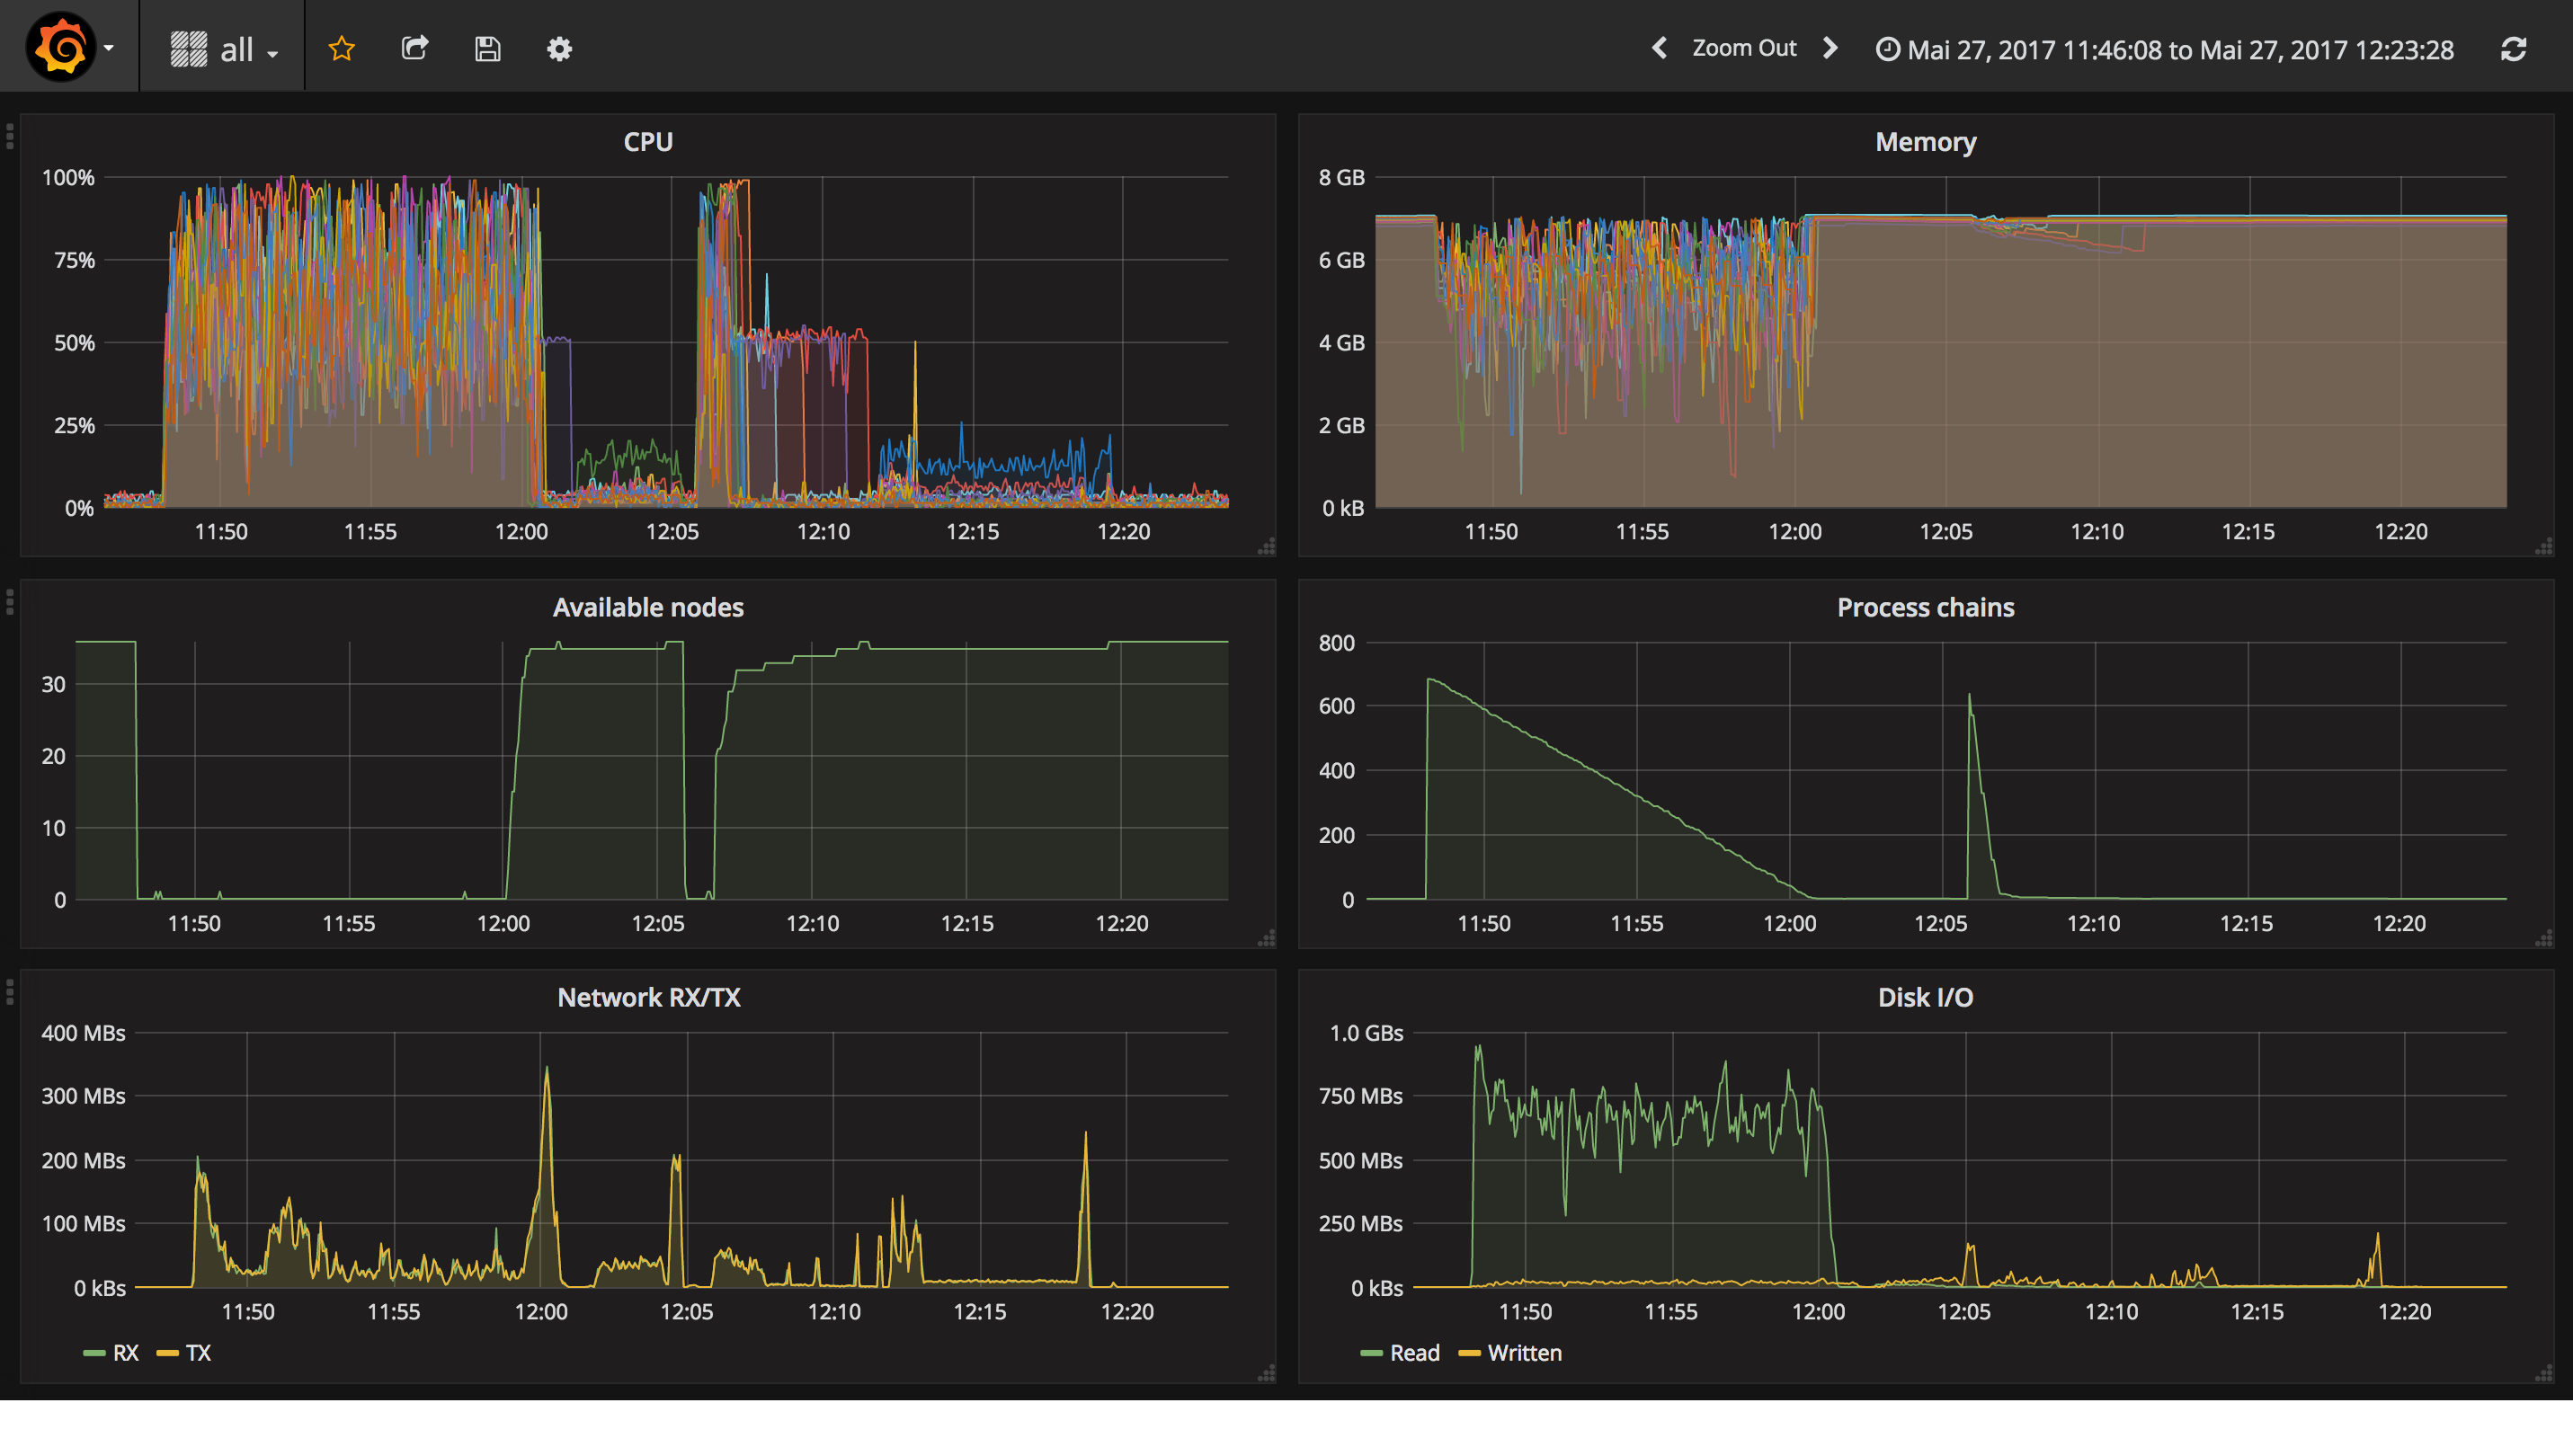 all
Zoom Out
Mai 27, 2017 11:46:08 to Mai 27, 2017 12:23:28
CPU
100%
75%
50%
25%
0%
11:50 11:55 12:00 12:05 12:10 12:15 12:20
Memory
8 GB
6 GB
4 GB
2 GB
0 kB
11:50 11:55 12:00 12:05 12:10 12:15 12:20
Available nodes
30
20
10
0
11:50 11:55 12:00 12:05 12:10 12:15 12:20
Process chains
800
600
400
200
0
11:50 11:55 12:00 12:05 12:10 12:15 12:20
Network RX/TX
400 MBs
300 MBs
200 MBs
100 MBs
0 kBs
11:50 11:55 12:00 12:05 12:10 12:15 12:20
RX TX
Disk I/O
1.0 GBs
750 MBs
500 MBs
250 MBs
0 kBs
11:50 11:55 12:00 12:05 12:10 12:15 12:20
Read Written